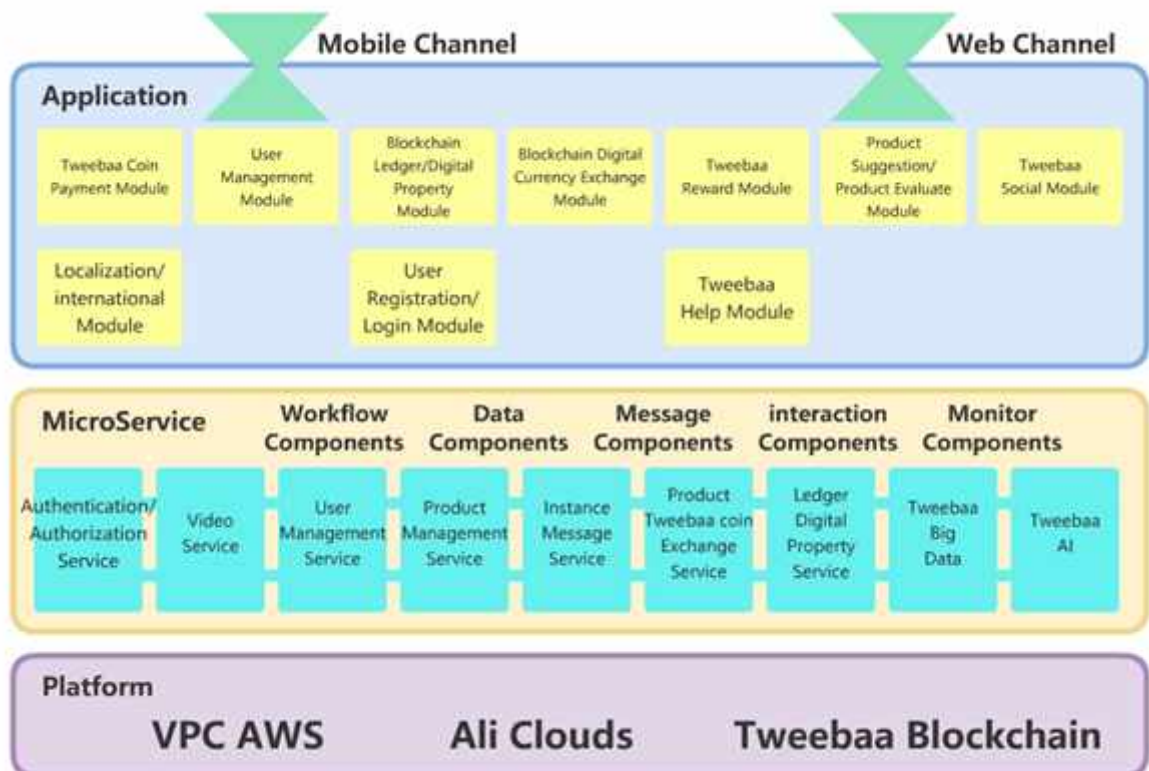 Mobile Channel
Web Channel
Application
Tweebaa Coin
Payment Module
User
Management
Module
Blockchain
Ledger/Digital
Property
Module
Blockchain Digital
Currency Exchange
Module
Tweebaa
Reward Module
Product
Suggestion/
Product Evaluate
Module
Tweebaa
Social Module
Localization/
international
Module
User
Registration/
Login Module
Tweebaa
Help Module
MicroService
Workflow
Components
Data
Components
Message
Components
interaction
Components
Monitor
Components
Authentication/
Authorization
Service
Video
Service
User
Management
Service
Product
Management
Service
Instance
Message
Service
Product
Tweebaa coin
Exchange
Service
Ledger
Digital
Property
Service
Tweebaa
Big
Data
Tweebaa
AI
Platform
VPC AWS
Ali Clouds
Tweebaa Blockchain